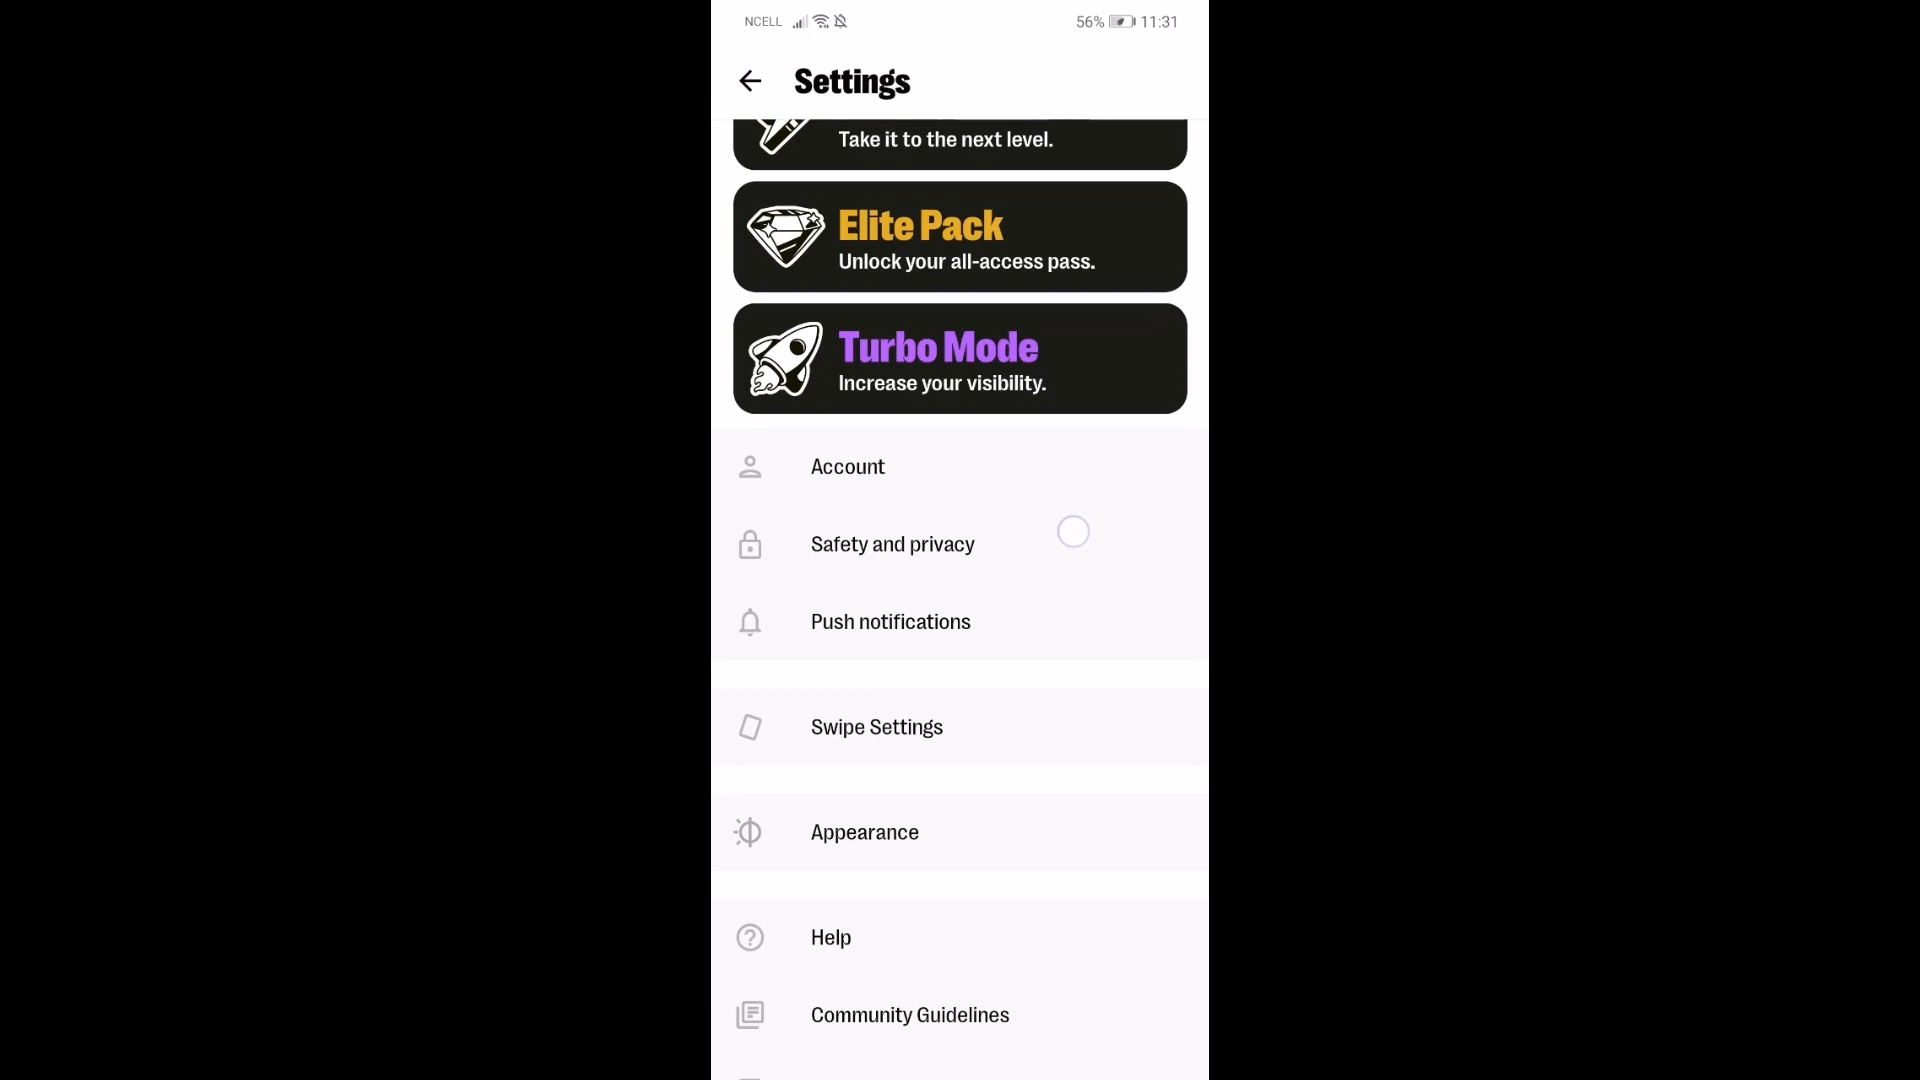 NCELL
56% 11:31
Settings
Take it to the next level.
Elite Pack
Unlock your all-access pass.
Turbo Mode
Increase your visibility.
Account
Safety and privacy
Push notifications
Swipe Settings
Appearance
Help
Community Guidelines